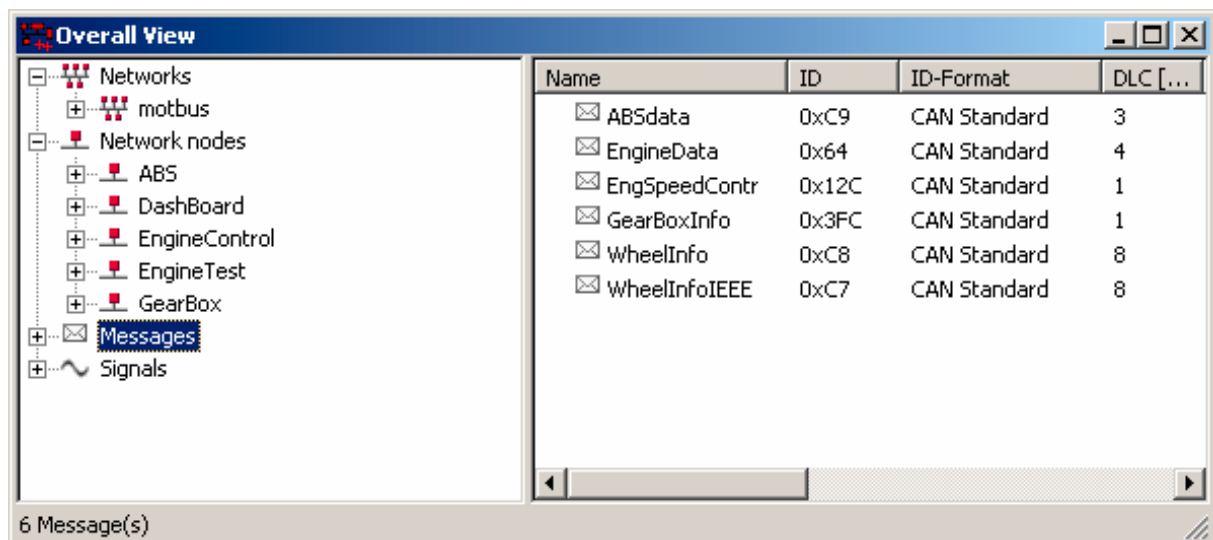 Overall View
Networks
motbus
Network nodes
ABS
DashBoard
EngineControl
EngineTest
GearBox
Messages
Signals
Name ID ID-Format DLC [...
ABSdata 0xC9 CAN Standard 3
EngineData 0x64 CAN Standard 4
EngSpeedContr 0x12C CAN Standard 1
GearBoxInfo 0x3FC CAN Standard 1
WheelInfo 0xC8 CAN Standard 8
WheelInfoIEEE 0xC7 CAN Standard 8
6 Message(s)